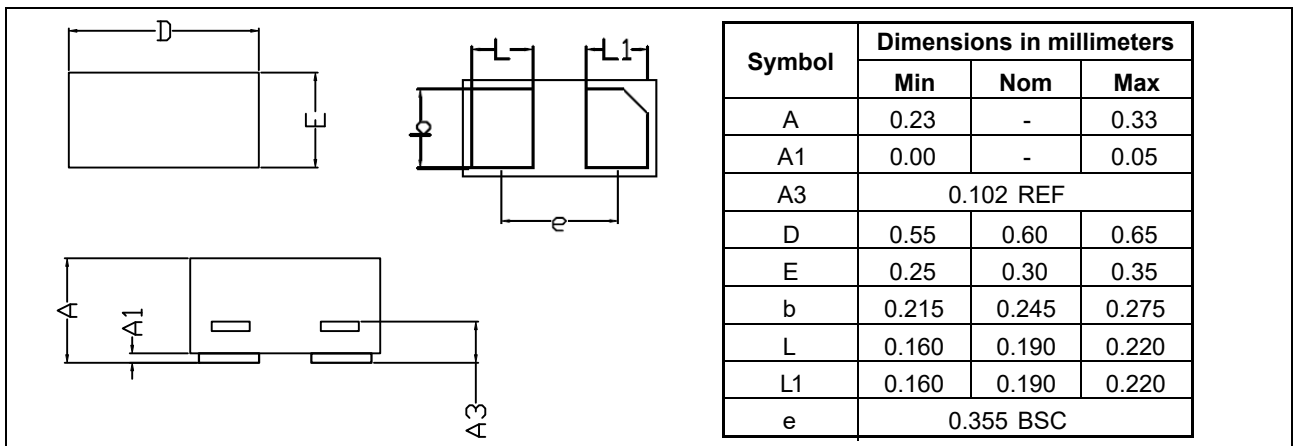 D
E
L L1
b
e
A
A1
A3
Symbol Dimensions in millimeters
Min Nom Max
A 0.23 - 0.33
A1 0.00 - 0.05
A3 0.102 REF
D 0.55 0.60 0.65
E 0.25 0.30 0.35
b 0.215 0.245 0.275
L 0.160 0.190 0.220
L1 0.160 0.190 0.220
e 0.355 BSC